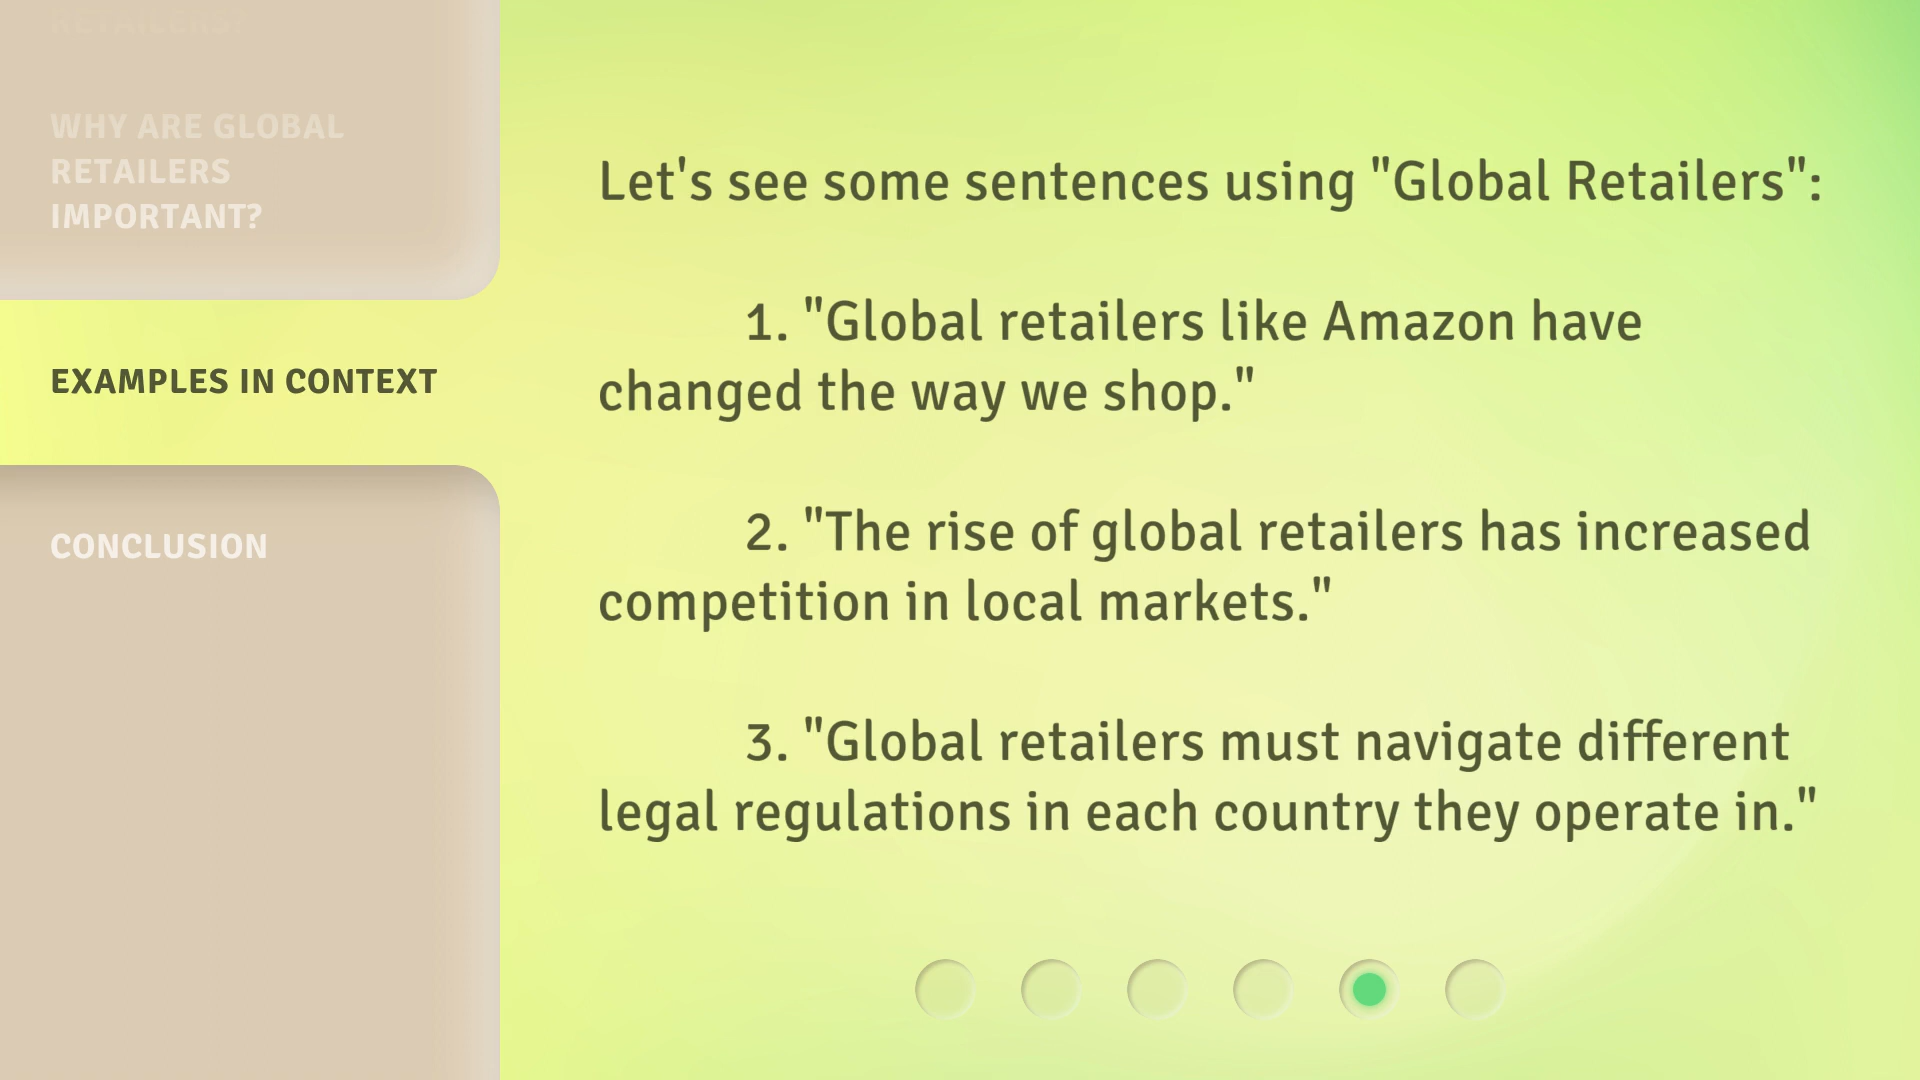 RETAILERS?
WHY ARE GLOBAL
RETAILERS
IMPORTANT?
EXAMPLES IN CONTEXT
CONCLUSION
Let's see some sentences using "Global Retailers":
1. "Global retailers like Amazon have
changed the way we shop."
2. "The rise of global retailers has increased
competition in local markets."
3. "Global retailers must navigate different
legal regulations in each country they operate in."